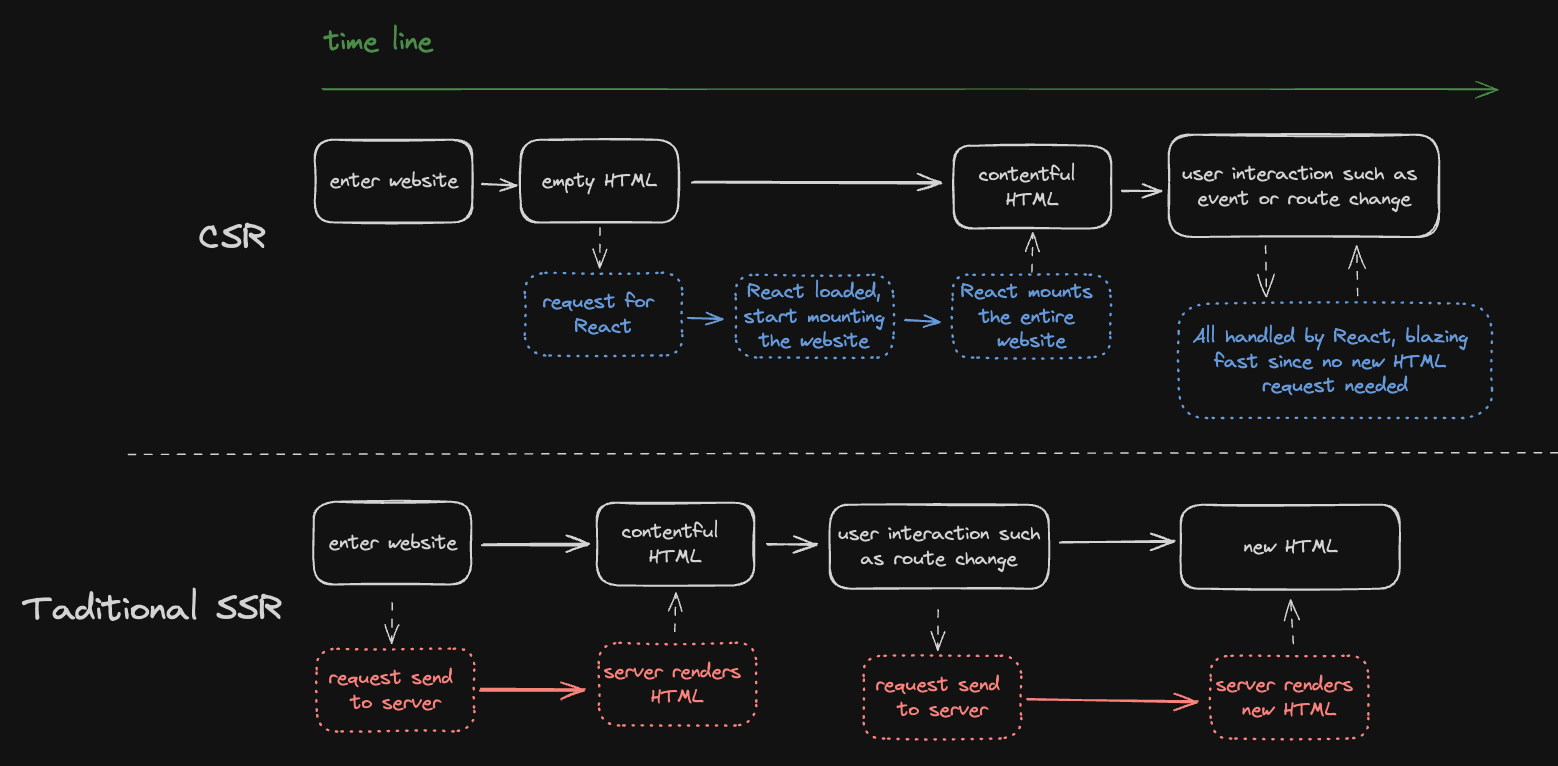 time line
enter website
empty HTML
contentful
HTML
user interaction such as
event or route change
CSR
request for
React
React loaded,
start mounting
the website
React mounts
the entire
website
All handled by React, blazing
fast since no new HTML
request needed
enter website
contentful
HTML
user interaction such
as route change
new HTML
Taditional SSR
request send
to server
server renders
HTML
request send
to server
server renders
new HTML